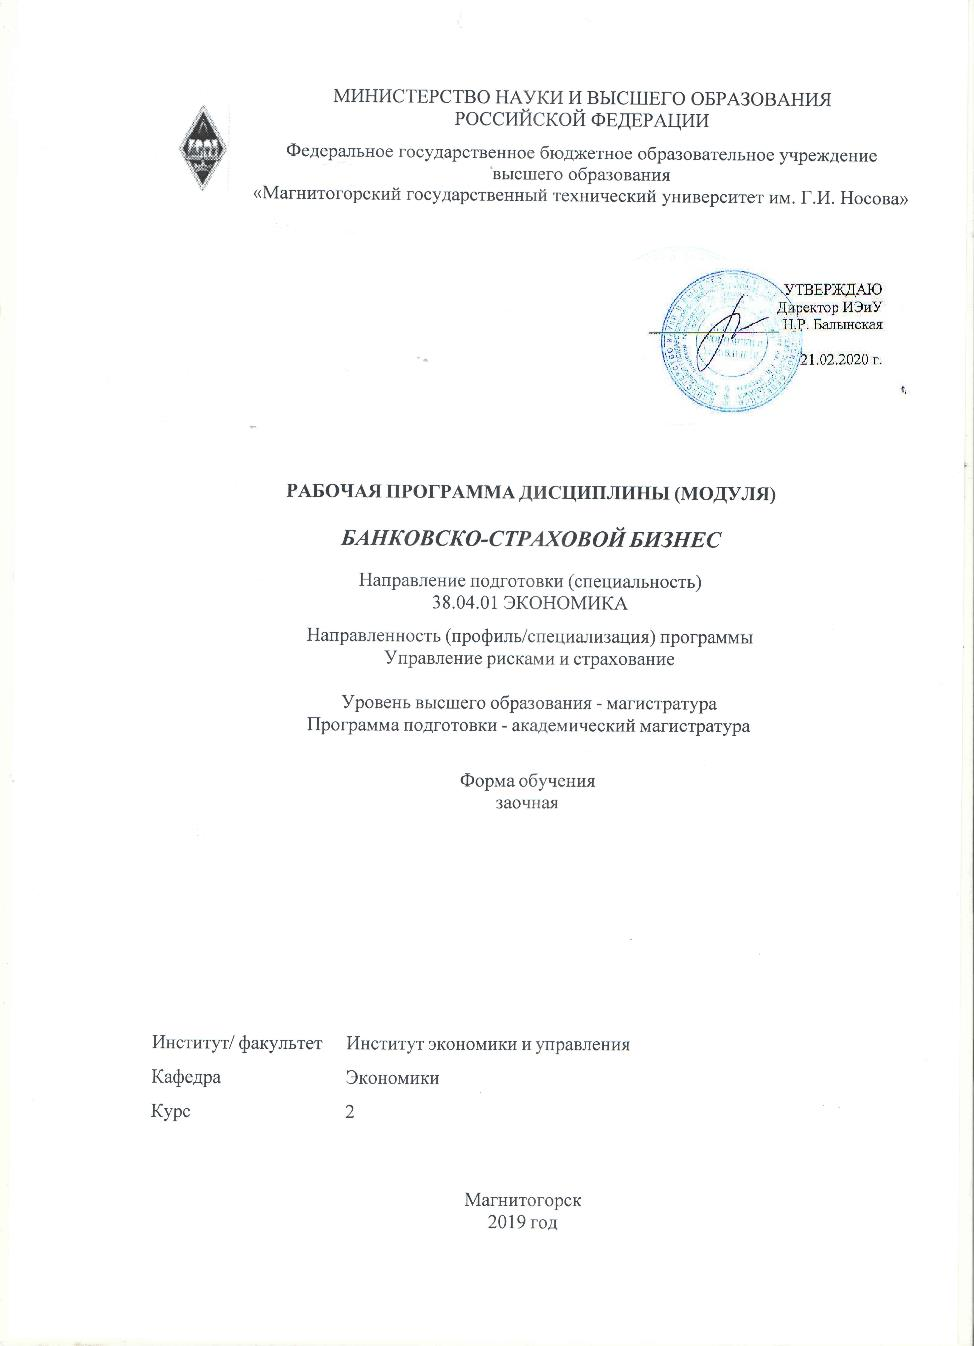 МИНИСТЕРСТВО НАУКИ И ВЫСШЕГО ОБРАЗОВАНИЯ
РОССИЙСКОЙ ФЕДЕРАЦИИ
Федеральное государственное бюджетное образовательное учреждение
высшего образования
«Магнитогорский государственный технический университет им. Г.И. Носова»
УТВЕРЖДАЮ
Директор ИЭиУ
Н.Р. Балынская
21.02.2020 г.
РАБОЧАЯ ПРОГРАММА ДИСЦИПЛИНЫ (МОДУЛЯ)
БАНКОВСКО-СТРАХОВОЙ БИЗНЕС
Направление подготовки (специальность)
38.04.01 ЭКОНОМИКА
Направленность (профиль/специализация) программы
Управление рисками и страхование
Уровень высшего образования - магистратура
Программа подготовки - академический магистратура
Форма обучения
заочная
Институт/ факультет Институт экономики и управления
Кафедра Экономики
Курс 2
Магнитогорск
2019 год